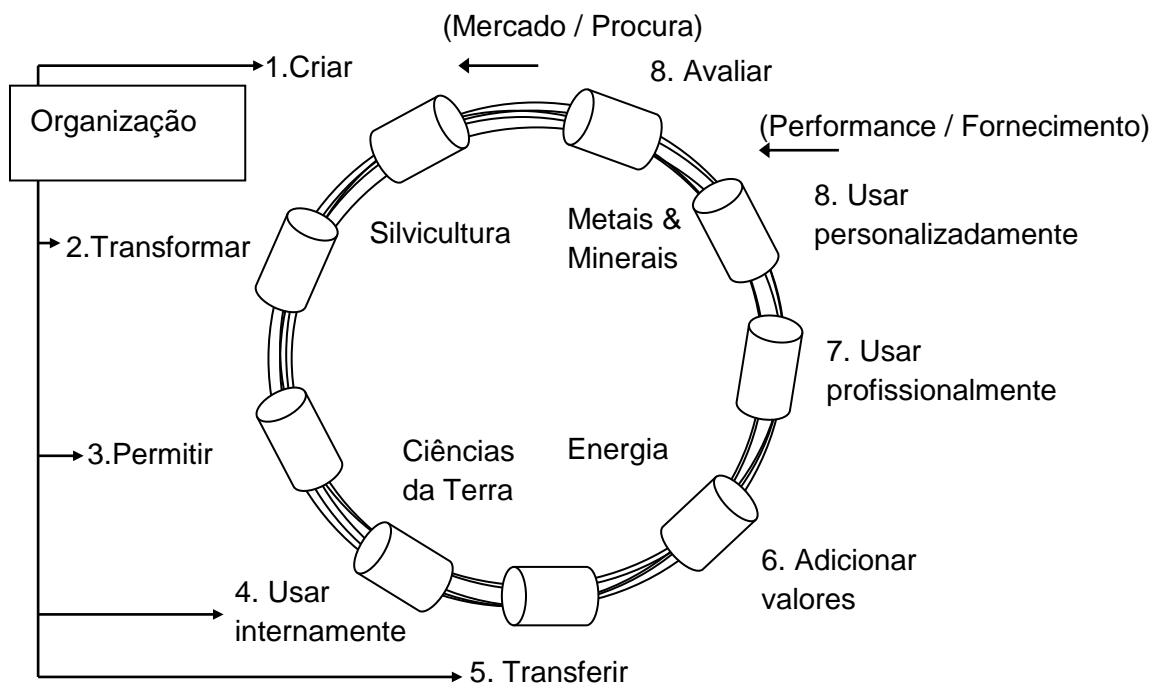 (Mercado / Procura)
1.Criar
8. Avaliar
Organização
(Performance / Fornecimento)
8. Usar
personalizadamente
Silvicultura
Metais &
Minerais
2.Transformar
7. Usar
profissionalmente
3.Permitir
Ciências
da Terra
Energia
6. Adicionar
valores
4. Usar
internamente
5. Transferir